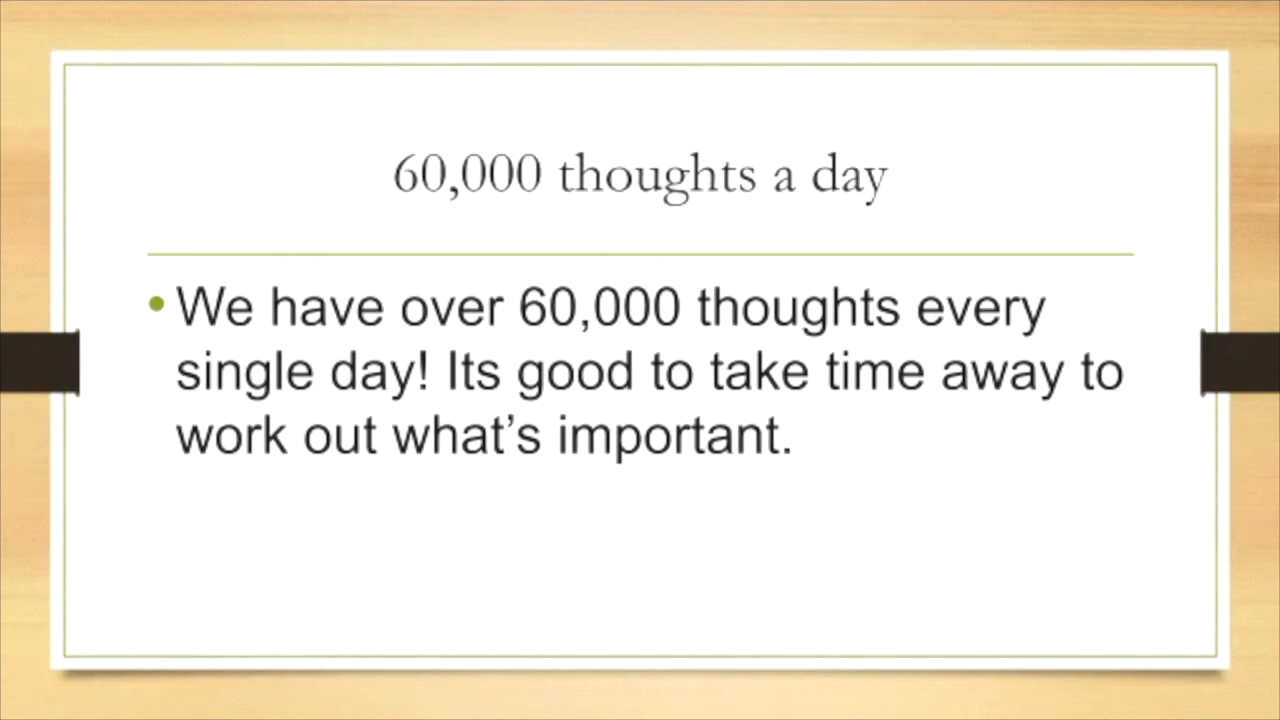 60,000 thoughts a day
• We have over 60,000 thoughts every
single day! Its good to take time away to
work out what’s important.